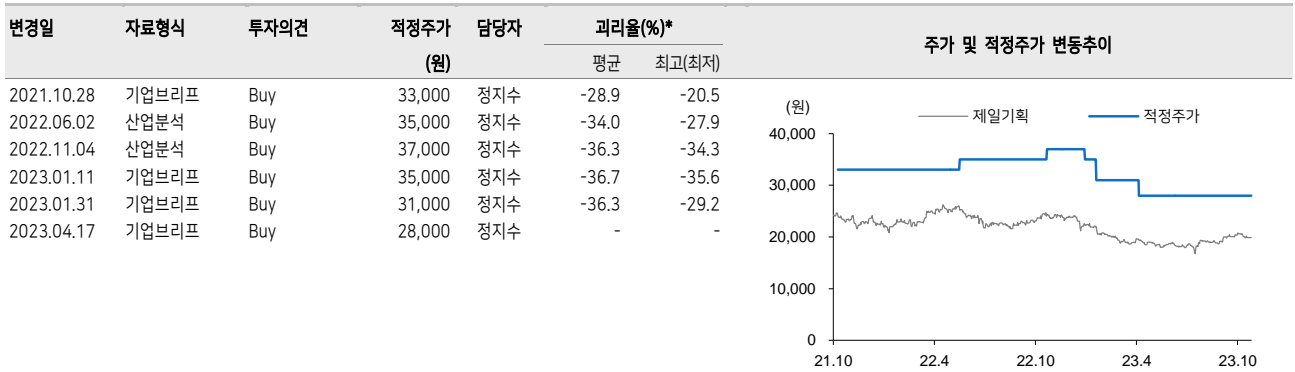 변경일 자료형식 투자의견 적정주가 담당자 괴리율(%)* 주가 및 적정주가 변동추이
(원) 평균 최고(최저)
2021.10.28 기업브리프 Buy 33,000 정지수 -28.9 -20.5
2022.06.02 산업분석 Buy 35,000 정지수 -34.0 -27.9
2022.11.04 산업분석 Buy 37,000 정지수 -36.3 -34.3
2023.01.11 기업브리프 Buy 35,000 정지수 -36.7 -35.6
2023.01.31 기업브리프 Buy 31,000 정지수 -36.3 -29.2
2023.04.17 기업브리프 Buy 28,000 정지수 - -
(원)
제일기획 적정주가
40,000
30,000
20,000
10,000
0
21.10 22.4 22.10 23.4 23.10